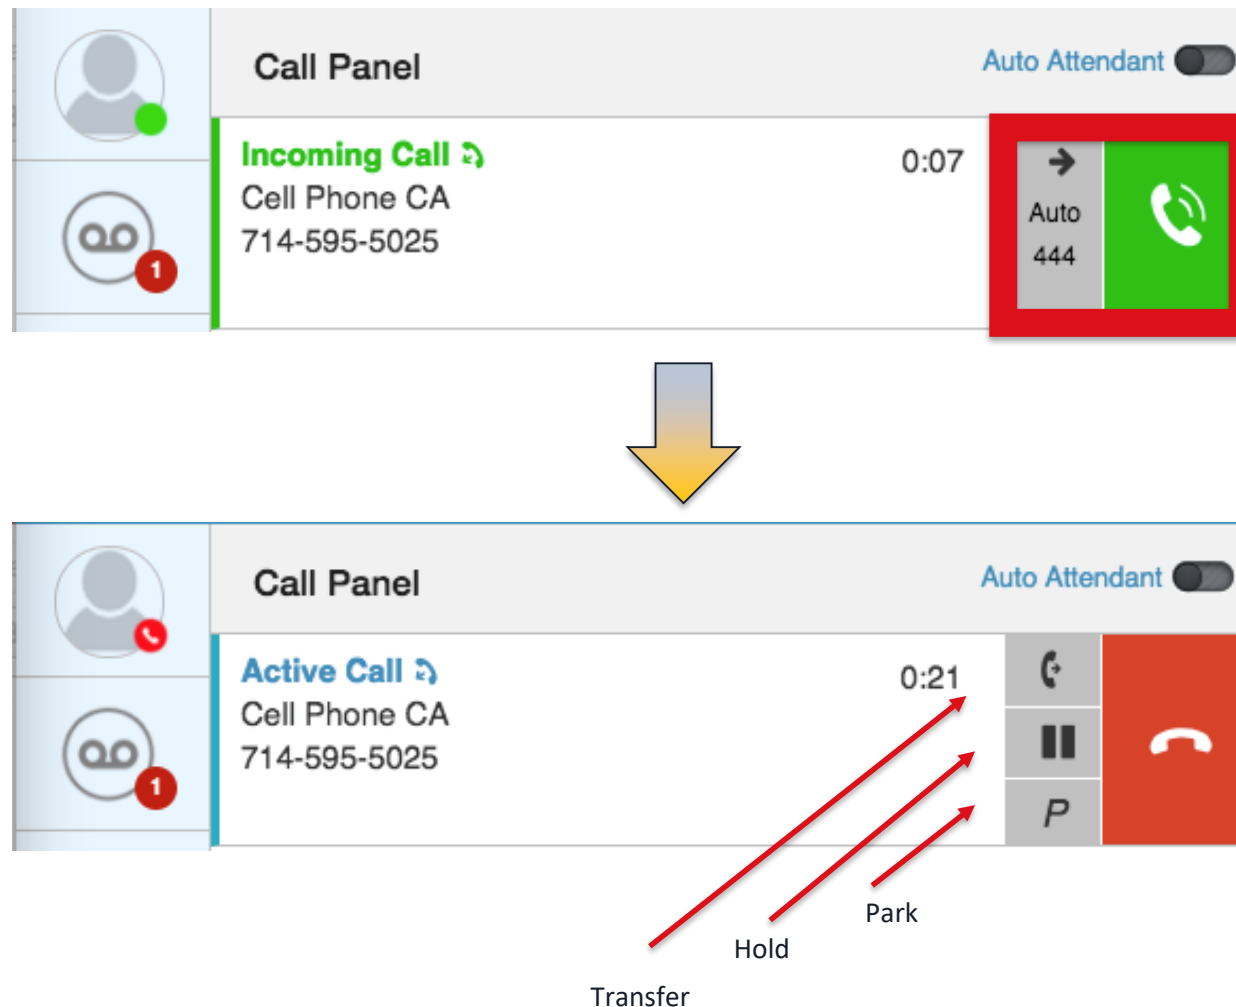 Call Panel
Auto Attendant
Incoming Call
0:07
Cell Phone CA
714-595-5025
Auto
444
1
Call Panel
Auto Attendant
Active Call
0:21
Cell Phone CA
714-595-5025
P
1
Park
Hold
Transfer